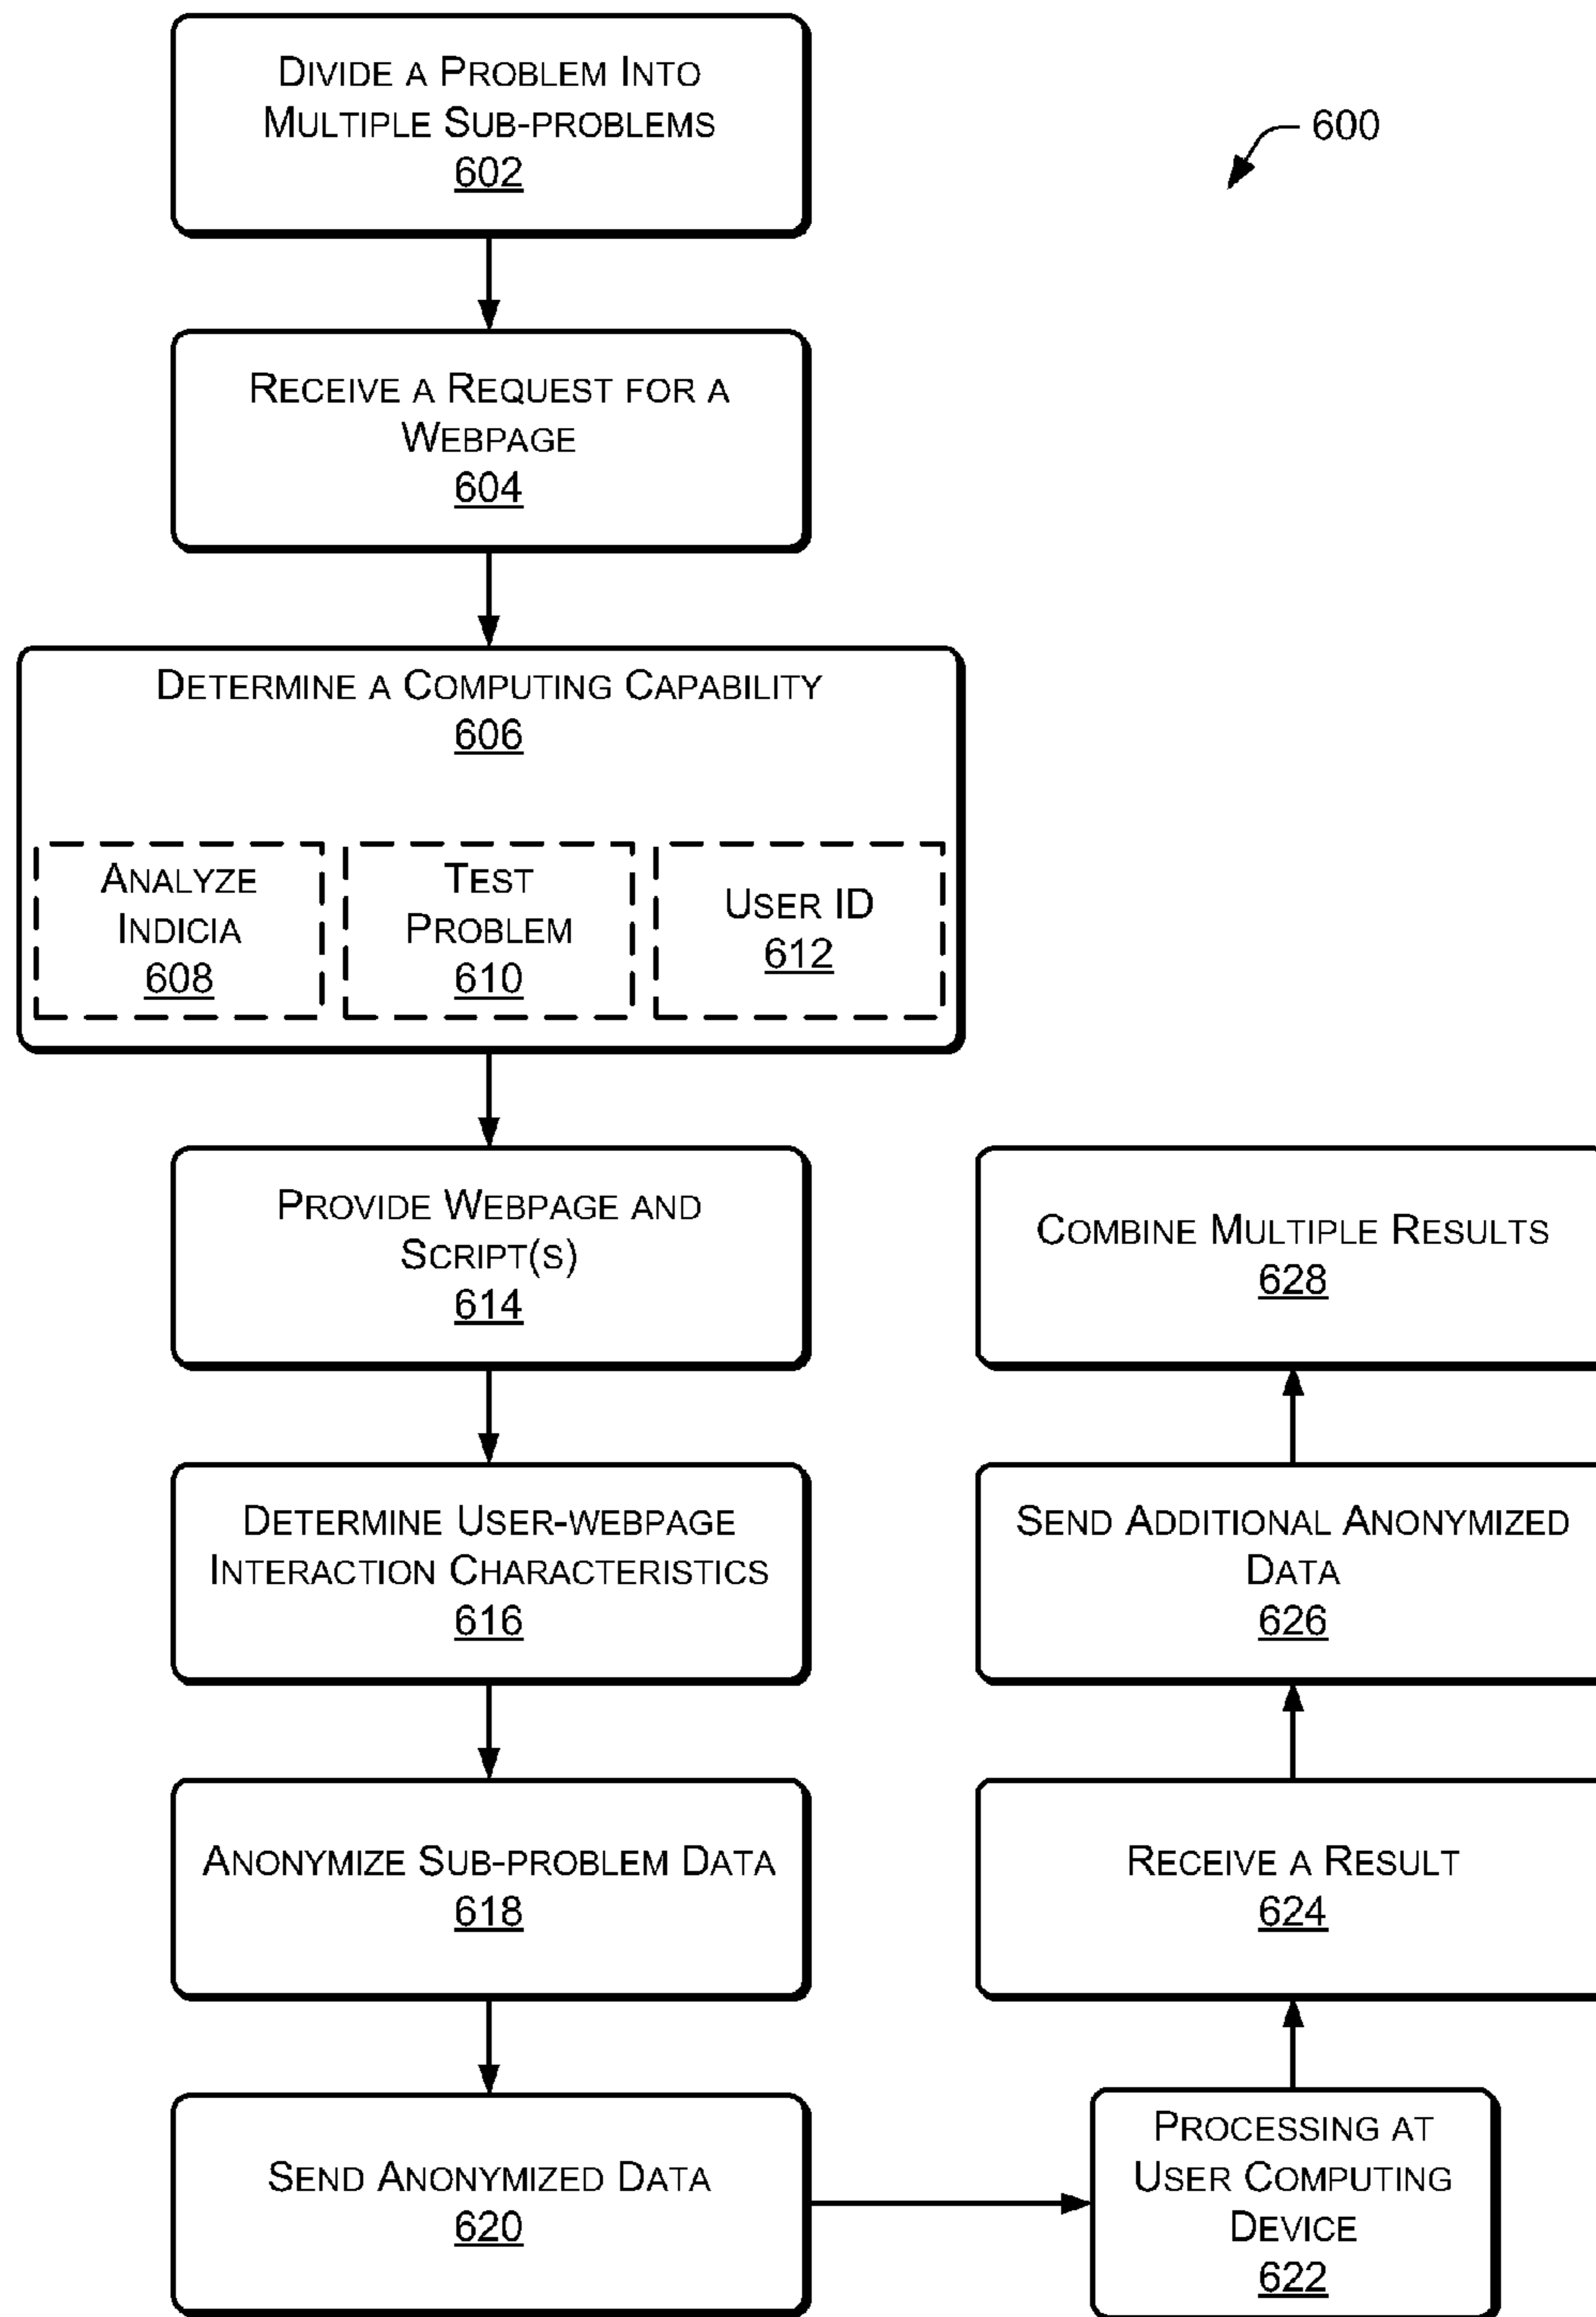 DIVIDE A PROBLEM INTO
MULTIPLE SUB-PROBLEMS
602
600
RECEIVE A REQUEST FOR A
WEBPAGE
604
DETERMINE A COMPUTING CAPABILITY
606
ANALYZE
INDICIA
608
TEST
PROBLEM
610
USER ID
612
PROVIDE WEBPAGE AND
SCRIPT(S)
614
DETERMINE USER-WEBPAGE
INTERACTION CHARACTERISTICS
616
ANONYMIZE SUB-PROBLEM DATA
618
SEND ANONYMIZED DATA
620
PROCESSING AT
USER COMPUTING
DEVICE
622
RECEIVE A RESULT
624
SEND ADDITIONAL ANONYMIZED
DATA
626
COMBINE MULTIPLE RESULTS
628